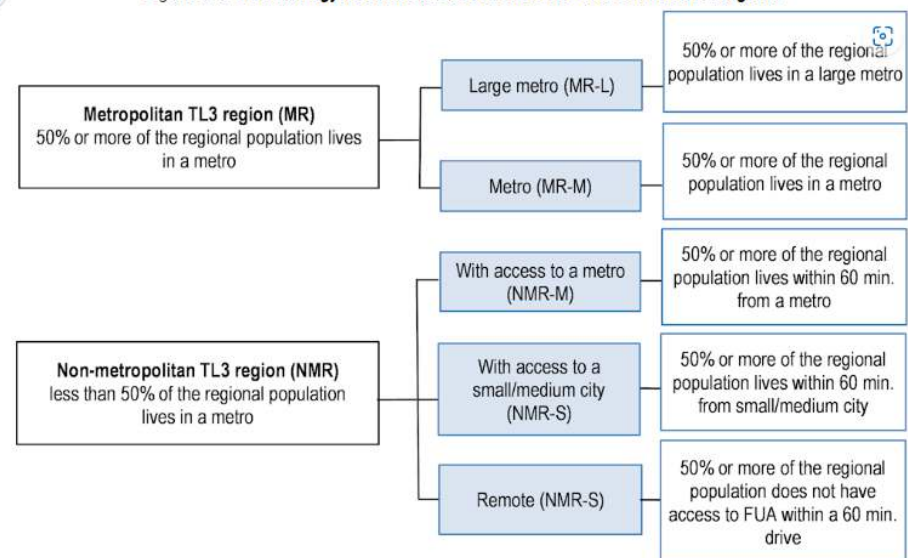 50% or more of the regional
population lives in a large metro
Large metro (MR-L)
Metropolitan TL3 region (MR)
50% or more of the regional population lives
in a metro
50% or more of the regional
population lives in a metro
Metro (MR-M)
50% or more of the regional
population lives within 60 min.
from a metro
With access to a metro
(NMR-M)
Non-metropolitan TL3 region (NMR)
less than 50% of the regional population
lives in a metro
With access to a
small/medium city
(NMR-S)
50% or more of the regional
population lives within 60 min.
from small/medium city
Remote (NMR-S)
50% or more of the regional
population does not have
access to FUA within a 60 min.
drive